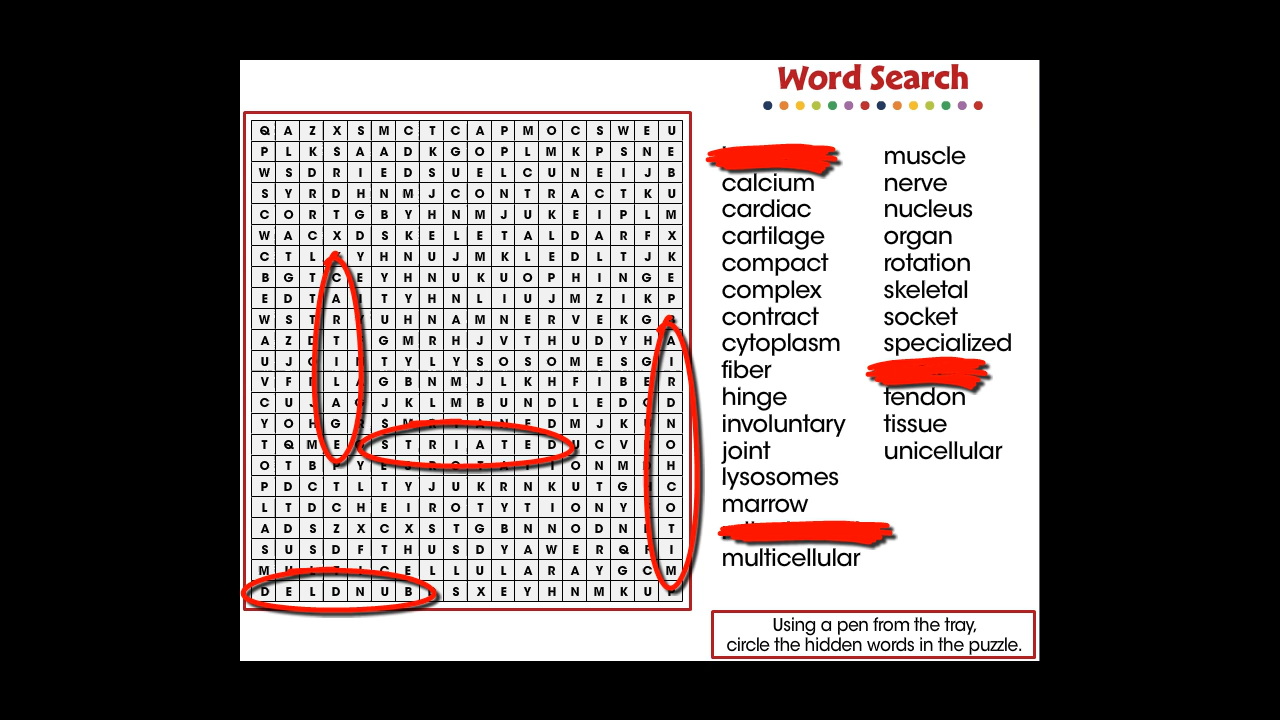 Word Search
Q A Z X S M C T C A P M O C S W E U
P L K S A A D K G O P L M K P S N E
W S D R I E D S U E L C U N E I J B
S Y R D H N M J C O N T R A C T K U
C O R T G B Y H N M J U K E I P L M
W A C X D S K E L E T A L D A R F X
C T L Y H N U J M K L E D L T J K
B G T C E Y H N U K U O P H I N G E
E D T A T Y H N L I U J M Z I K P
W S T R U H N A M N E R V E K G
A Z D T G M R H J V T H U D Y H A
U J I T Y L Y S O S O M E S G I
V F L G B N M J L K H F I B E R
C U J A J K L M B U N D L E D D
Y O H G R S M T A N E D M J K N
T Q M E S T R I A T E D U C V O
O T B P Y E R O T A T I O N M H
P D C T L T Y J U K R N K U T G C
L T D C H E I R O T Y T I O N Y O
A D S Z X C X S T G B N N O D N T
S U S D F T H U S D Y A W E R Q I
M U L T I C E L L U L A R A Y G C M
D E L D N U B S X E Y H N M K U
calcium
cardiac
cartilage
compact
complex
contract
cytoplasm
fiber
hinge
involuntary
joint
lysosomes
marrow
multicellular
muscle
nerve
nucleus
organ
rotation
skeletal
socket
specialized
tendon
tissue
unicellular
Using a pen from the tray,
circle the hidden words in the puzzle.